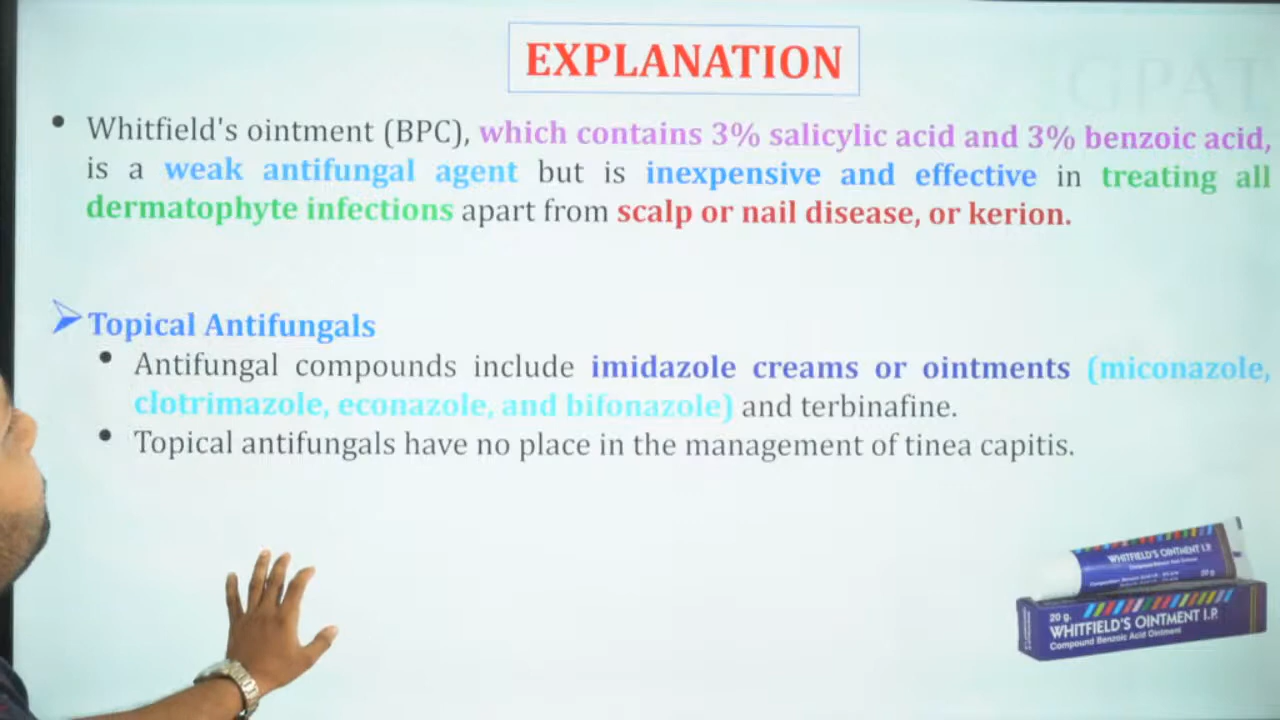 GPAT
EXPLANATION
• Whitfield's ointment (BPC), which contains 3% salicylic acid and 3% benzoic acid,
is a weak antifungal agent but is inexpensive and effective in treating all
dermatophyte infections apart from scalp or nail disease, or kerion.
Topical Antifungals
• Antifungal compounds include imidazole creams or ointments (miconazole,
clotrimazole, econazole, and bifonazole) and terbinafine.
• Topical antifungals have no place in the management of tinea capitis.
WHITFIELD'S OINTMENT I.P.
20 g
20 g.
WHITFIELD'S OINTMENT I.P.
Compound Benzoic Acid Ointment